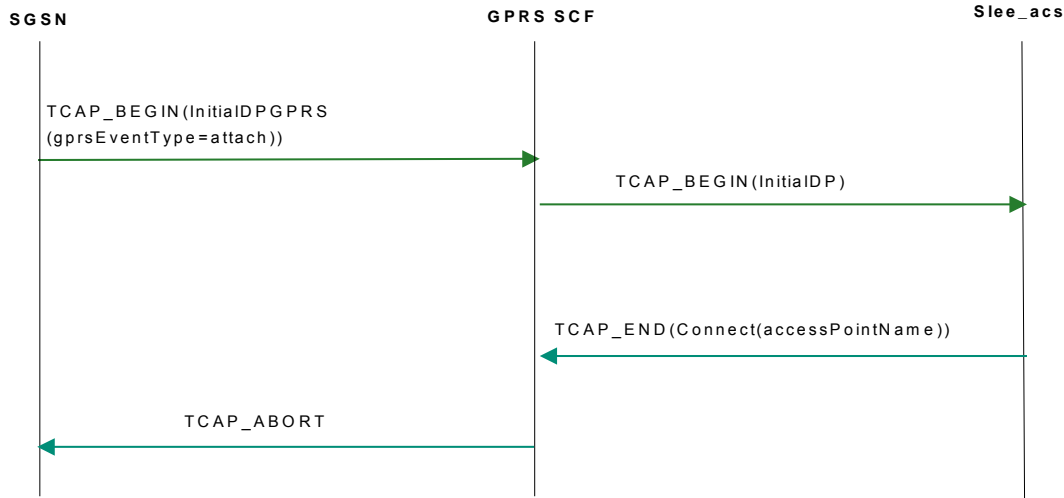 SGSN
GPRS SCF
Slee_acs
TCAP_BEGIN(InitialDPGPRS
(gprsEventType=attach))
TCAP_BEGIN(InitialDP)
TCAP_END(Connect(accessPointName))
TCAP_ABORT